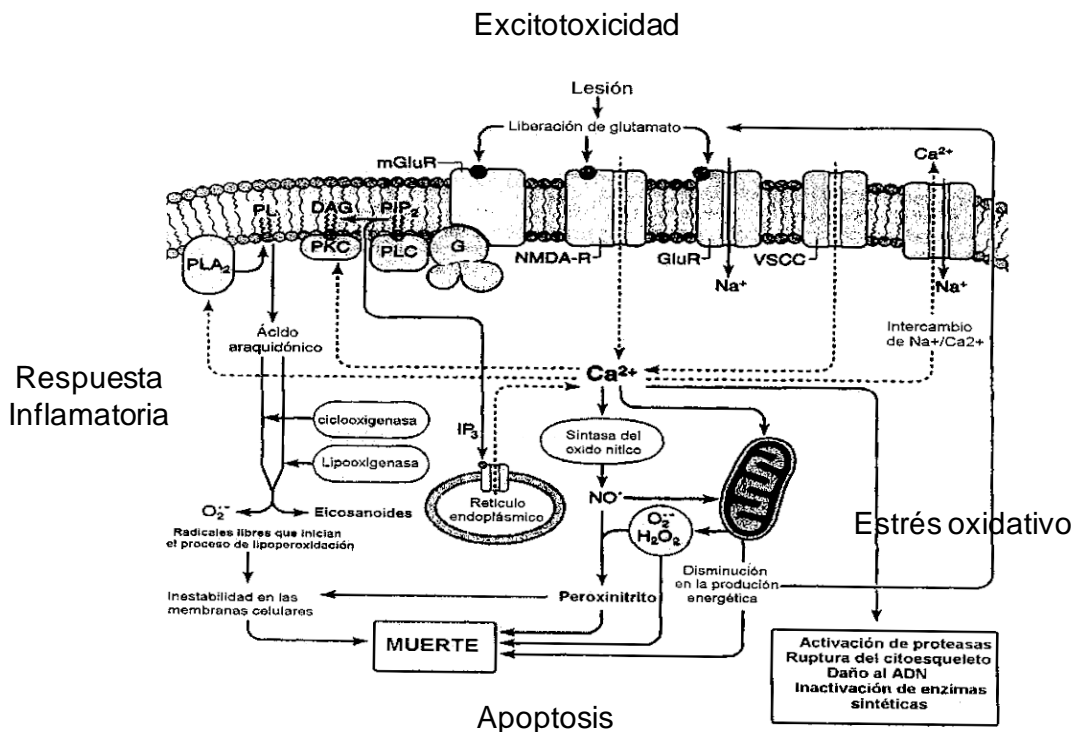 Excitotoxicidad
Lesión
Liberación de glutamato
mGluR
Ca²⁺
PL
DAG
PIP₂
PLA₂
PKC
PLC
G
NMDA-R
GluR
VSCC
Na⁺
Na⁺
Intercambio
de Na+/Ca2+
Ácido
araquidónico
Ca²⁺
Respuesta
Inflamatoria
ciclooxigenasa
Lipooxigenasa
IP₃
Sintasa del
oxido nítico
Retículo
endoplásmico
NO•
O₂•−
H₂O₂
Estrés oxidativo
O₂•−
Eicosanoides
Radicales libres que inician
el proceso de lipoperoxidación
Disminución
en la produción
energética
Inestabilidad en las
membranas celulares
Peroxinitrito
MUERTE
Activación de proteasas
Ruptura del citoesqueleto
Daño al ADN
Inactivación de enzimas
sintéticas
Apoptosis